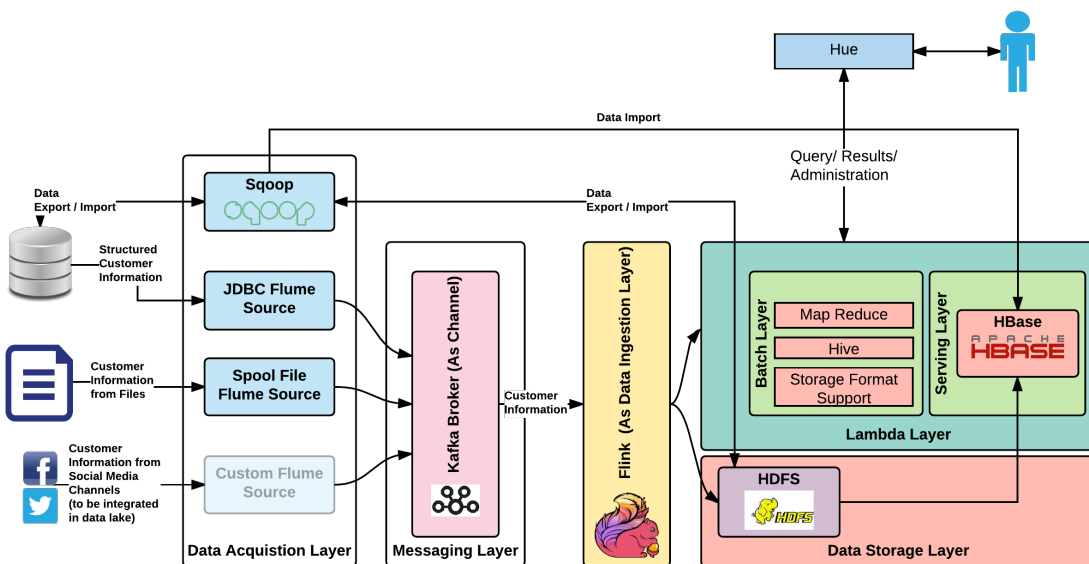 Hue
Data Import
Query/ Results/
Administration
Data
Export / Import
Sqoop
sqoop
Data
Export / Import
Structured
Customer
Information
JDBC Flume
Source
Customer
Information
from Files
Spool File
Flume Source
Customer
Information from
Social Media
Channels
(to be integrated
in data lake)
Custom Flume
Source
Data Acquistion Layer
Kafka Broker (As Channel)
Messaging Layer
Customer
Information
Flink  (As Data Ingestion Layer)
Batch Layer
Map Reduce
Hive
Storage Format
Support
Serving Layer
HBase
APACHE
HBASE
Lambda Layer
HDFS
HDFS
Data Storage Layer